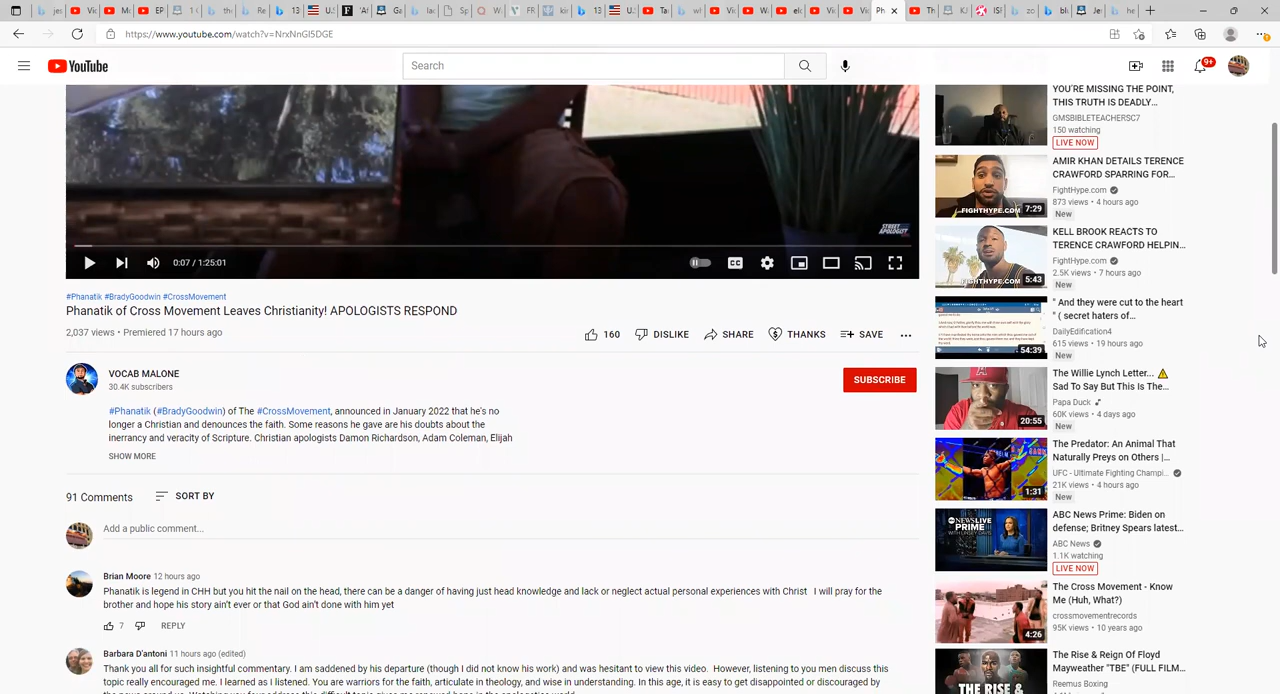 https://www.youtube.com/watch?v=NrxNnGl5DGE
YouTube
Search
9+
STREET
APOLOGIST
0:07 / 1:25:01
CC
#Phanatik #BradyGoodwin #CrossMovement
Phanatik of Cross Movement Leaves Christianity! APOLOGISTS RESPOND
2,037 views • Premiered 17 hours ago
160
DISLIKE
SHARE
THANKS
SAVE
VOCAB MALONE
30.4K subscribers
SUBSCRIBE
#Phanatik (#BradyGoodwin) of The #CrossMovement, announced in January 2022 that he's no
longer a Christian and denounces the faith. Some reasons he gave are his doubts about the
inerrancy and veracity of Scripture. Christian apologists Damon Richardson, Adam Coleman, Elijah
SHOW MORE
91 Comments
SORT BY
Add a public comment...
Brian Moore 12 hours ago
Phanatik is legend in CHH but you hit the nail on the head, their can be danger of having just head knowledge and lack or neglect actual personal experiences with Christ I will pray for the
brother and hope his story ain't ever or that God ain't done with him yet
7
REPLY
Barbara D'antoni 11 hours ago (edited)
Thank you all for such insightful commentary. I am saddened by his departure (though I did not know his work) and was hesitant to view this video. However, listening to you men discuss this
topic really encouraged me. I learned as I listened. You are warriors for the faith, articulate in theology, and wise in understanding. In this age, it is easy to get disappointed or discouraged by
YOU'RE MISSING THE POINT,
THIS TRUTH IS DEADLY...
GMSBIBLETEACHERSC7
150 watching
LIVE NOW
FIGHTHYPE.COM
7:29
AMIR KHAN DETAILS TERENCE
CRAWFORD SPARRING FOR...
FightHype.com
873 views • 4 hours ago
New
FIGHTHYPE.COM
5:43
KELL BROOK REACTS TO
TERENCE CRAWFORD HELPIN...
FightHype.com
2.5K views • 7 hours ago
New
54:39
" And they were cut to the heart
" ( secret haters of...
DailyEdification4
615 views • 19 hours ago
New
20:55
The Willie Lynch Letter... ⚠
Sad To Say But This Is The...
Papa Duck
60K views • 4 days ago
New
1:31
The Predator: An Animal That
Naturally Preys on Others |...
UFC - Ultimate Fighting Champi...
21K views • 4 hours ago
New
NEWS LIVE
PRIME
WITH LINSEY DAVIS
ABC News Prime: Biden on
defense; Britney Spears latest...
ABC News
1.1K watching
LIVE NOW
4:26
The Cross Movement - Know
Me (Huh, What?)
crossmovementrecords
95K views • 10 years ago
THE RISE &
The Rise & Reign Of Floyd
Mayweather "TBE" (FULL FILM...
Reemus Boxing